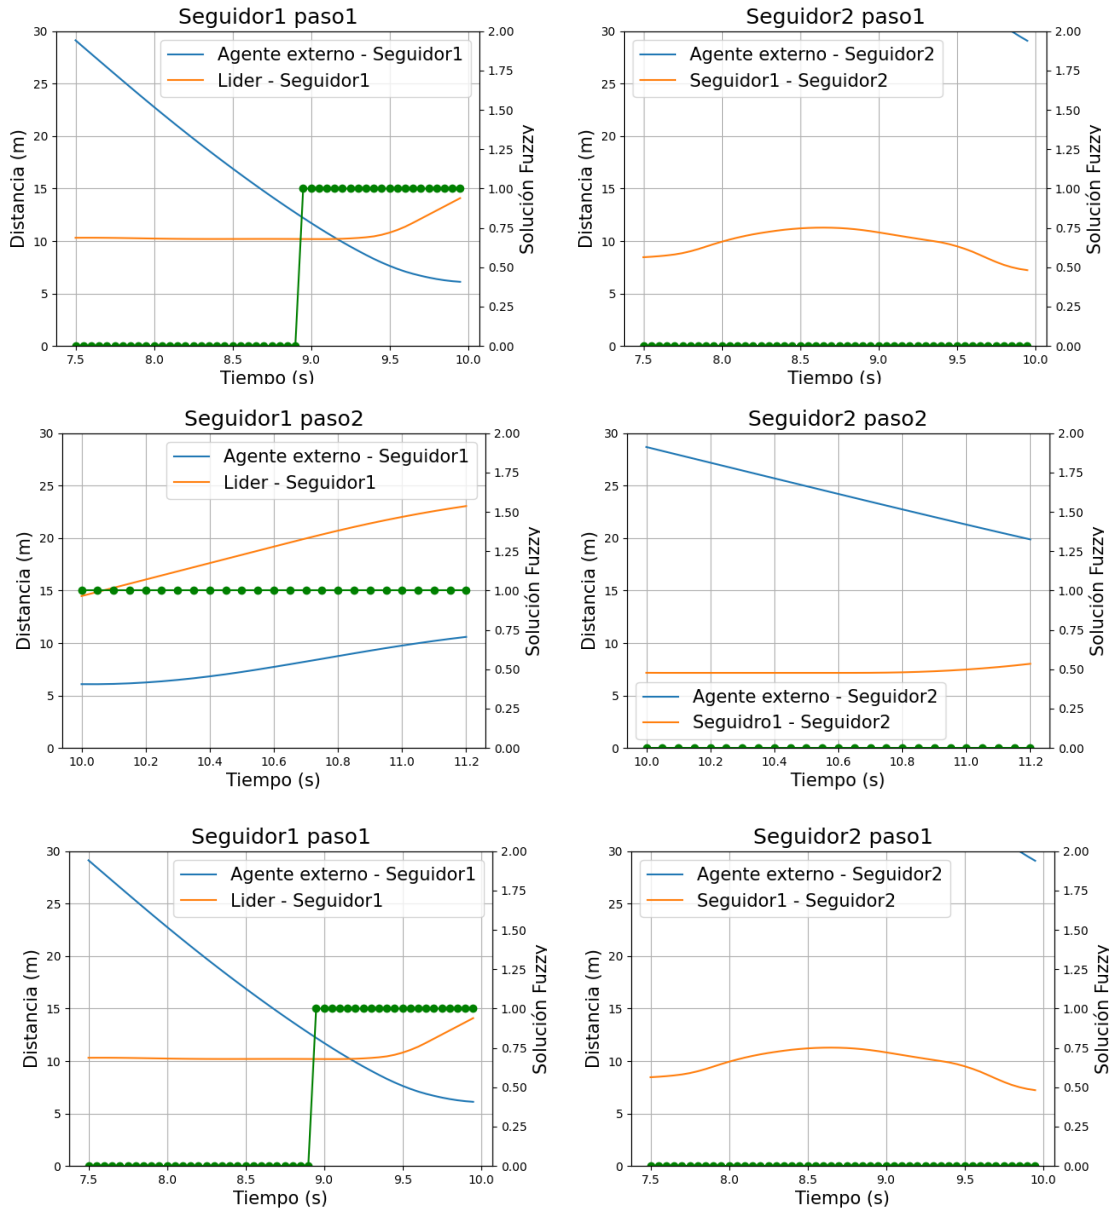 Seguidor1 paso1
30
25
20
15
10
5
0
2.00
1.75
1.50
1.25
1.00
0.75
0.50
0.25
0.00
Agente externo - Seguidor1
Lider - Seguidor1
Distancia (m)
Solución Fuzzy
7.5 8.0 8.5 9.0 9.5 10.0
Tiempo (s)
Seguidor2 paso1
30
25
20
15
10
5
0
2.00
1.75
1.50
1.25
1.00
0.75
0.50
0.25
0.00
Agente externo - Seguidor2
Seguidor1 - Seguidor2
Distancia (m)
Solución Fuzzy
7.5 8.0 8.5 9.0 9.5 10.0
Tiempo (s)
Seguidor1 paso2
30
25
20
15
10
5
0
2.00
1.75
1.50
1.25
1.00
0.75
0.50
0.25
0.00
Agente externo - Seguidor1
Lider - Seguidor1
Distancia (m)
Solución Fuzzy
10.0 10.2 10.4 10.6 10.8 11.0 11.2
Tiempo (s)
Seguidor2 paso2
30
25
20
15
10
5
0
2.00
1.75
1.50
1.25
1.00
0.75
0.50
0.25
0.00
Agente externo - Seguidor2
Seguidro1 - Seguidor2
Distancia (m)
Solución Fuzzy
10.0 10.2 10.4 10.6 10.8 11.0 11.2
Tiempo (s)
Seguidor1 paso1
30
25
20
15
10
5
0
2.00
1.75
1.50
1.25
1.00
0.75
0.50
0.25
0.00
Agente externo - Seguidor1
Lider - Seguidor1
Distancia (m)
Solución Fuzzy
7.5 8.0 8.5 9.0 9.5 10.0
Tiempo (s)
Seguidor2 paso1
30
25
20
15
10
5
0
2.00
1.75
1.50
1.25
1.00
0.75
0.50
0.25
0.00
Agente externo - Seguidor2
Seguidor1 - Seguidor2
Distancia (m)
Solución Fuzzy
7.5 8.0 8.5 9.0 9.5 10.0
Tiempo (s)